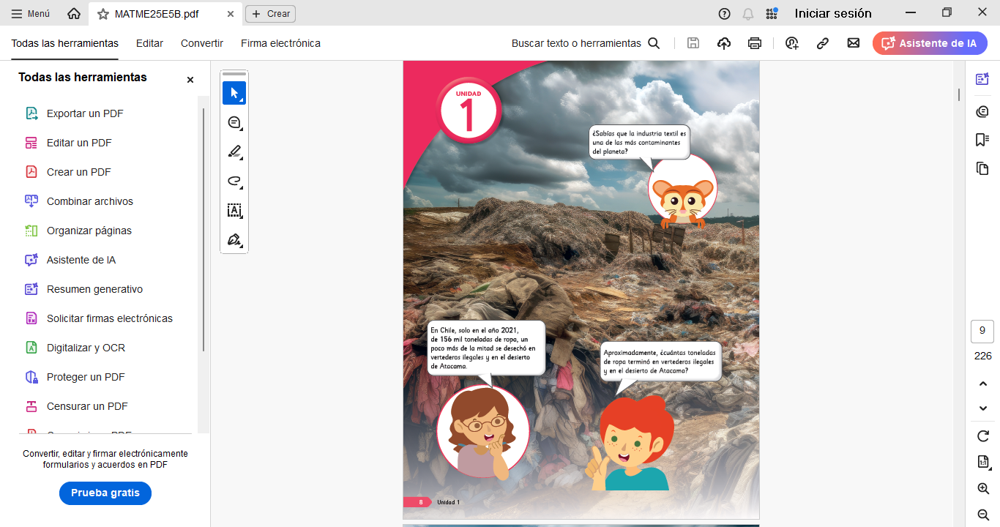 Menú
MATME25E5B.pdf
Crear
Iniciar sesión
Todas las herramientas
Editar
Convertir
Firma electrónica
Buscar texto o herramientas
Asistente de IA
Todas las herramientas
Exportar un PDF
Editar un PDF
Crear un PDF
Combinar archivos
Organizar páginas
Asistente de IA
Resumen generativo
Solicitar firmas electrónicas
Digitalizar y OCR
Proteger un PDF
Censurar un PDF
Convertir, editar y firmar electrónicamente
formularios y acuerdos en PDF
Prueba gratis
UNIDAD
1
¿Sabías que la industria textil es
una de las más contaminantes
del planeta?
En Chile, solo en el año 2021,
de 156 mil toneladas de ropa, un
poco más de la mitad se desechó en
vertederos ilegales y en el desierto
de Atacama.
Aproximadamente, ¿cuántas toneladas
de ropa terminó en vertederos ilegales
y en el desierto de Atacama?
8 Unidad 1
9
226
1:1